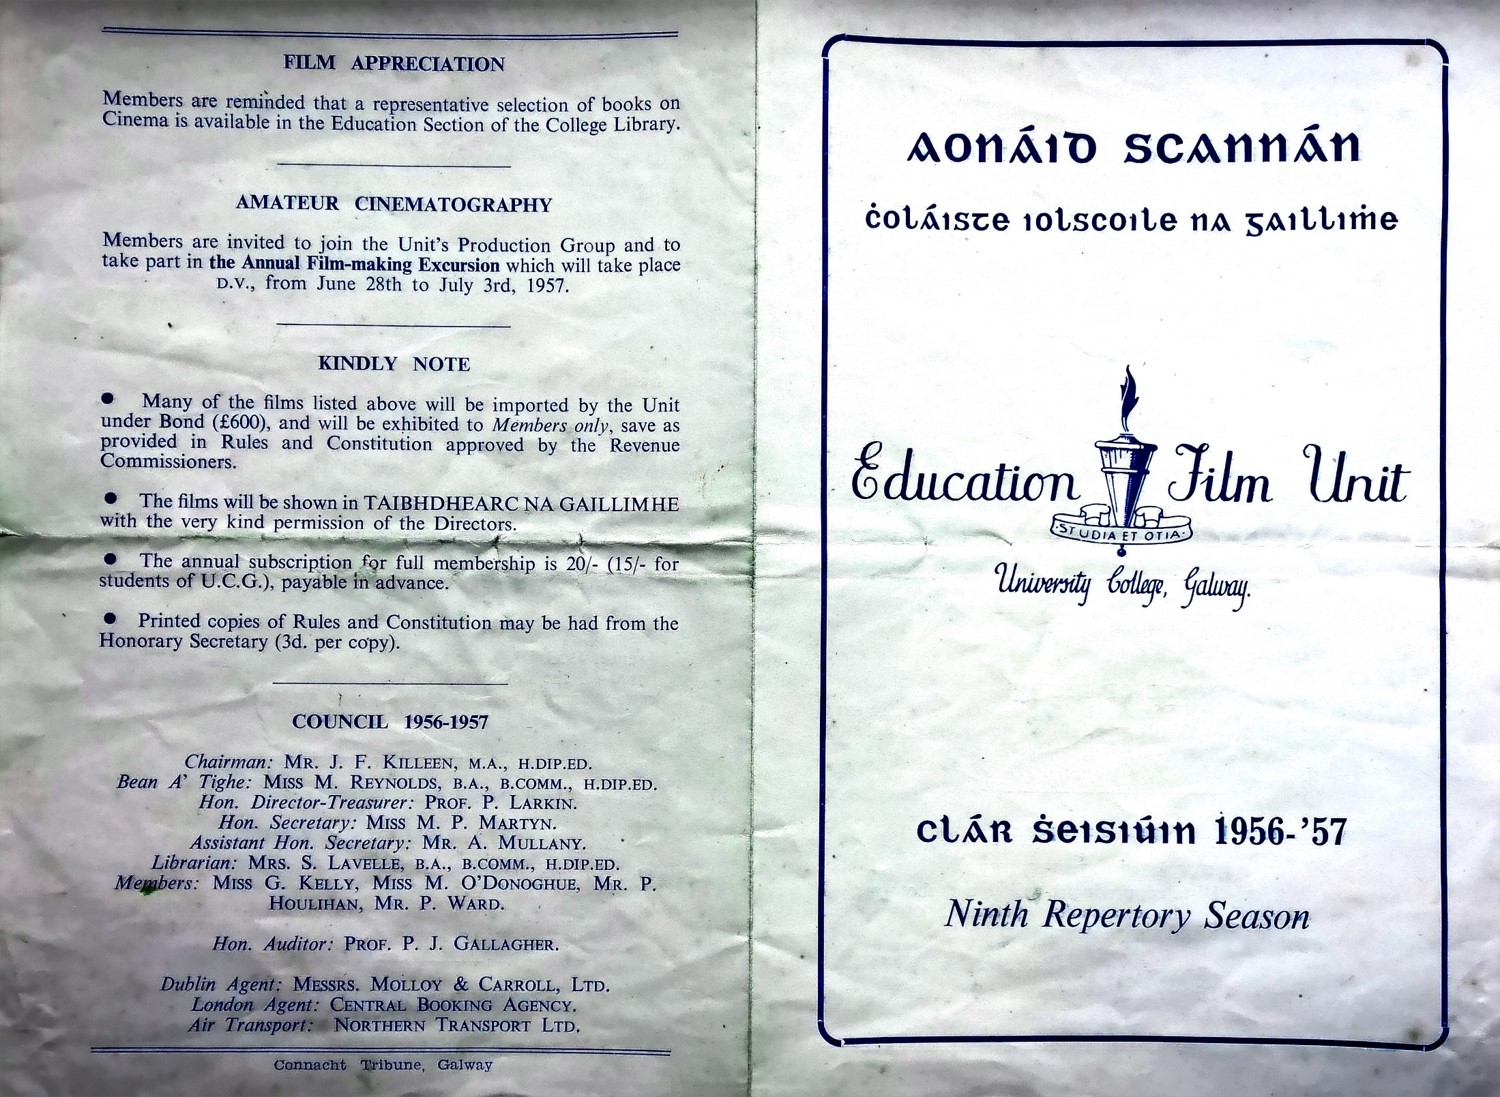 FILM APPRECIATION
Members are reminded that a representative selection of books on
Cinema is available in the Education Section of the College Library.
AMATEUR CINEMATOGRAPHY
Members are invited to join the Unit's Production Group and to
take part in the Annual Film-making Excursion which will take place
D.V., from June 28th to July 3rd, 1957.
KINDLY NOTE
● Many of the films listed above will be imported by the Unit
under Bond (£600), and will be exhibited to Members only, save as
provided in Rules and Constitution approved by the Revenue
Commissioners.
● The films will be shown in TAIBHDHEARC NA GAILLIMHE
with the very kind permission of the Directors.
● The annual subscription for full membership is 20/- (15/- for
students of U.C.G.), payable in advance.
● Printed copies of Rules and Constitution may be had from the
Honorary Secretary (3d. per copy).
COUNCIL 1956-1957
Chairman: MR. J. F. KILLEEN, M.A., H.DIP.ED.
Bean A' Tighe: MISS M. REYNOLDS, B.A., B.COMM., H.DIP.ED.
Hon. Director-Treasurer: PROF. P. LARKIN.
Hon. Secretary: MISS M. P. MARTYN.
Assistant Hon. Secretary: MR. A. MULLANY.
Librarian: MRS. S. LAVELLE, B.A., B.COMM., H.DIP.ED.
Members: MISS G. KELLY, MISS M. O'DONOGHUE, MR. P.
HOULIHAN, MR. P. WARD.
Hon. Auditor: PROF. P. J. GALLAGHER.
Dublin Agent: MESSRS. MOLLOY & CARROLL, LTD.
London Agent: CENTRAL BOOKING AGENCY.
Air Transport: NORTHERN TRANSPORT LTD.
Connacht Tribune, Galway
aonáid scannán
ċoláiste iolscoile na gailliṁe
Education Film Unit
·STUDIA ET OTIA·
University College, Galway.
clár ṡeisiúin 1956-'57
Ninth Repertory Season